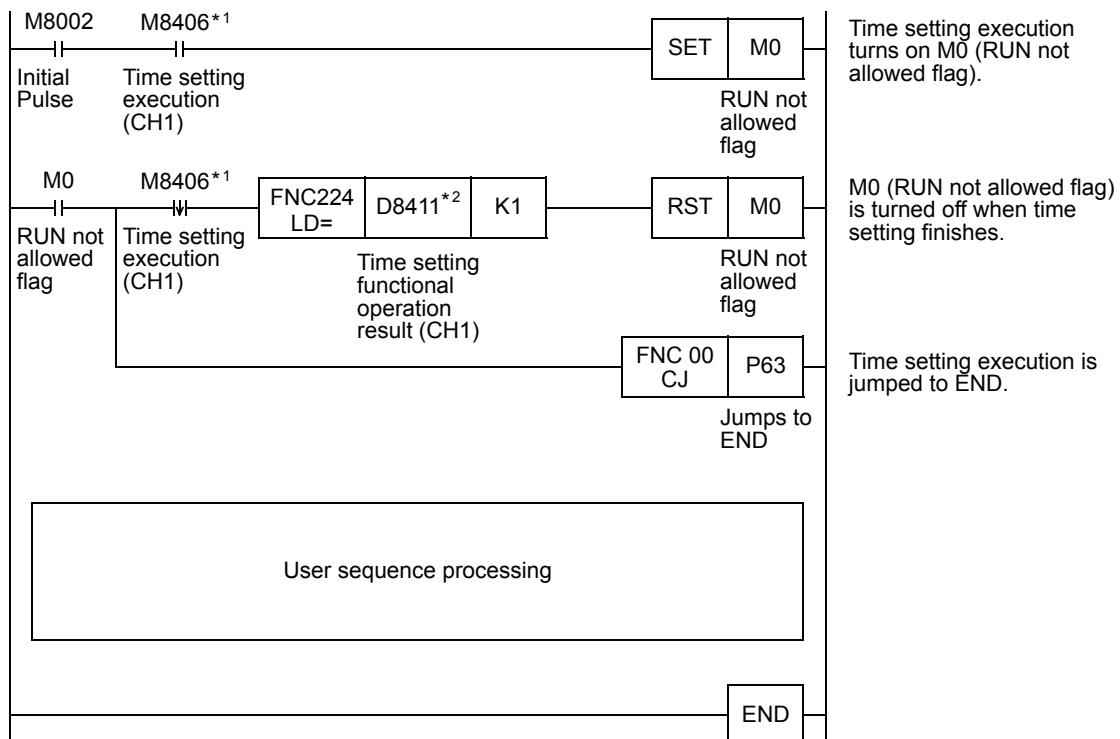 M8002 M8406*1
SET M0
Initial
Pulse
Time setting
execution
(CH1)
RUN not
allowed
flag
Time setting execution
turns on M0 (RUN not
allowed flag).
M0 M8406*1
FNC224
LD=
D8411*2 K1
RST M0
RUN not
allowed
flag
Time setting
execution
(CH1)
Time setting
functional
operation
result (CH1)
RUN not
allowed
flag
M0 (RUN not allowed flag)
is turned off when time
setting finishes.
FNC 00
CJ
P63
Jumps to
END
Time setting execution is
jumped to END.
User sequence processing
END